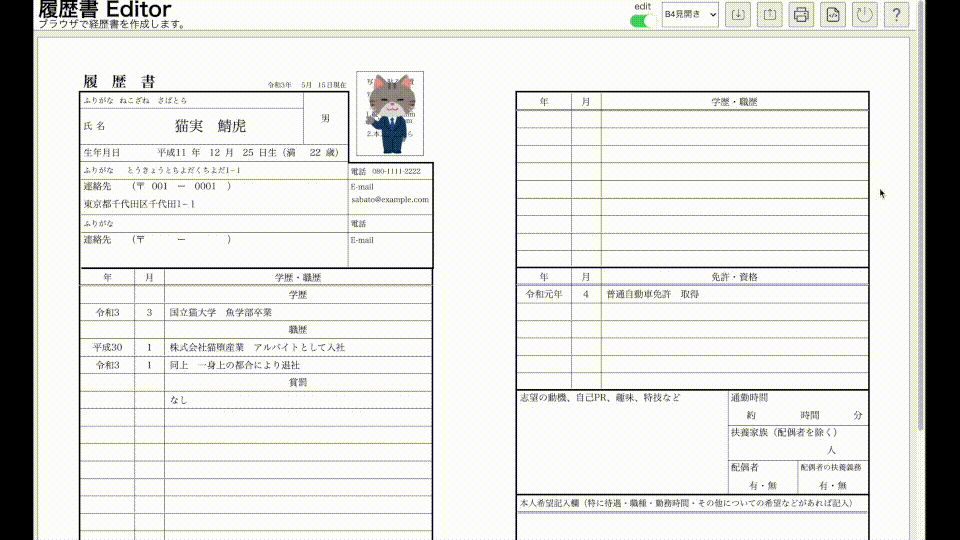 履歴書 Editor
ブラウザで経歴書を作成します。
edit
B4見開き
?
履 歴 書
令和3年 5月 15日現在
ふりがな ねこざね さばとら
氏 名 猫実 鯖虎
男
生年月日 平成11 年 12 月 25 日生（満 22 歳）
ふりがな とうきょうとちよだくちよだ1−1
電話 080-1111-2222
連絡先 （〒 001 ー 0001 ）
E-mail
東京都千代田区千代田1−1
sabato@example.com
ふりがな
電話
連絡先 （〒 ー ）
E-mail
年 月 学歴・職歴
学歴
令和3 3 国立猫大学 魚学部卒業
職歴
平成30 1 株式会社猫草産業 アルバイトとして入社
令和3 1 同上 一身上の都合により退社
賞罰
なし
年 月 学歴・職歴
年 月 免許・資格
令和元年 4 普通自動車免許 取得
志望の動機、自己PR、趣味、特技など
通勤時間
約 時間 分
扶養家族（配偶者を除く）
人
配偶者
有・無
配偶者の扶養義務
有・無
本人希望記入欄（特に待遇・職種・勤務時間・その他についての希望などがあれば記入）